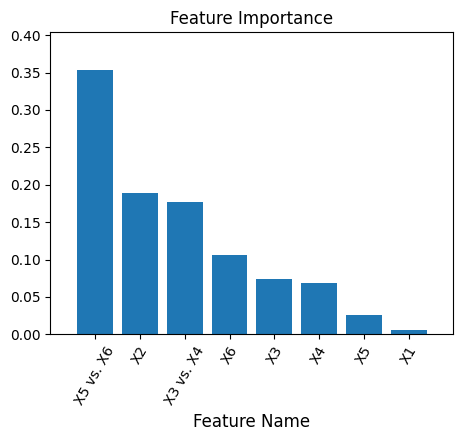 Feature Importance
0.40
0.35
0.30
0.25
0.20
0.15
0.10
0.05
0.00
X5 vs. X6
X2
X3 vs. X4
X6
X3
X4
X5
X1
Feature Name